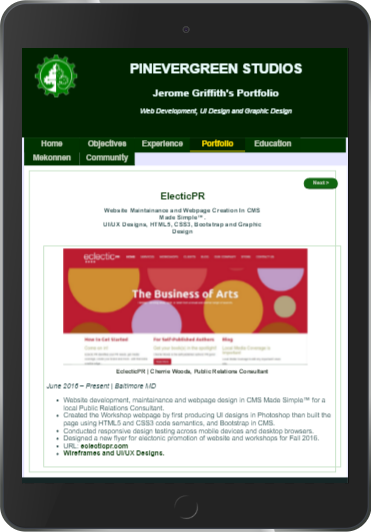 PINEVERGREEN STUDIOS
Jerome Griffith's Portfolio
Web Development, UI Design and Graphic Design
Home Objectives Experience Portfolio Education
Mekonnen Community
Next >
ElecticPR
Website Maintainance and Webpage Creation in CMS
Made Simple™.
UI/UX Designs, HTML5, CSS3, Bootstrap and Graphic
Design
eclectic
The Business of Arts
How to Get Started
For Self-Published Authors
Blog
EclecticPR | Cherrie Woods, Public Relations Consultant
June 2016 – Present | Baltimore MD
Website development, maintainance and webpage design in CMS Made Simple™ for a
local Public Relations Consultant.
Created the Workshop webpage by first producing UI designs in Photoshop then built the
page using HTML5 and CSS3 code semantics, and Bootstrap in CMS.
Conducted responsive design testing across mobile devices and desktop browsers.
Designed a new flyer for electonic promotion of website and workshops for Fall 2016.
URL: eclecticpr.com
Wireframes and UI/UX Designs.